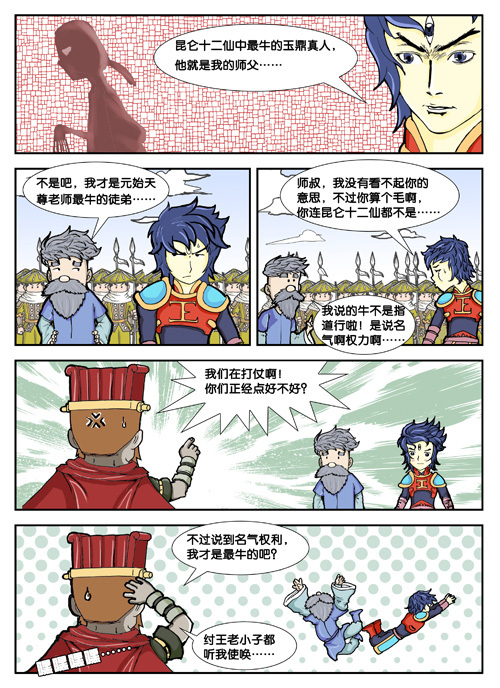 昆仑十二仙中最牛的玉鼎真人，
他就是我的师父……
不是吧，我才是元始天
尊老师最牛的徒弟……
师叔，我没有看不起你的
意思，不过你算个毛啊，
你连昆仑十二仙都不是……
我说的牛不是指
道行啦！是说名
气啊权力啊……
我们在打仗啊！
你们正经点好不好？
不过说到名气权利，
我才是最牛的吧？
纣王老小子都
听我使唤……